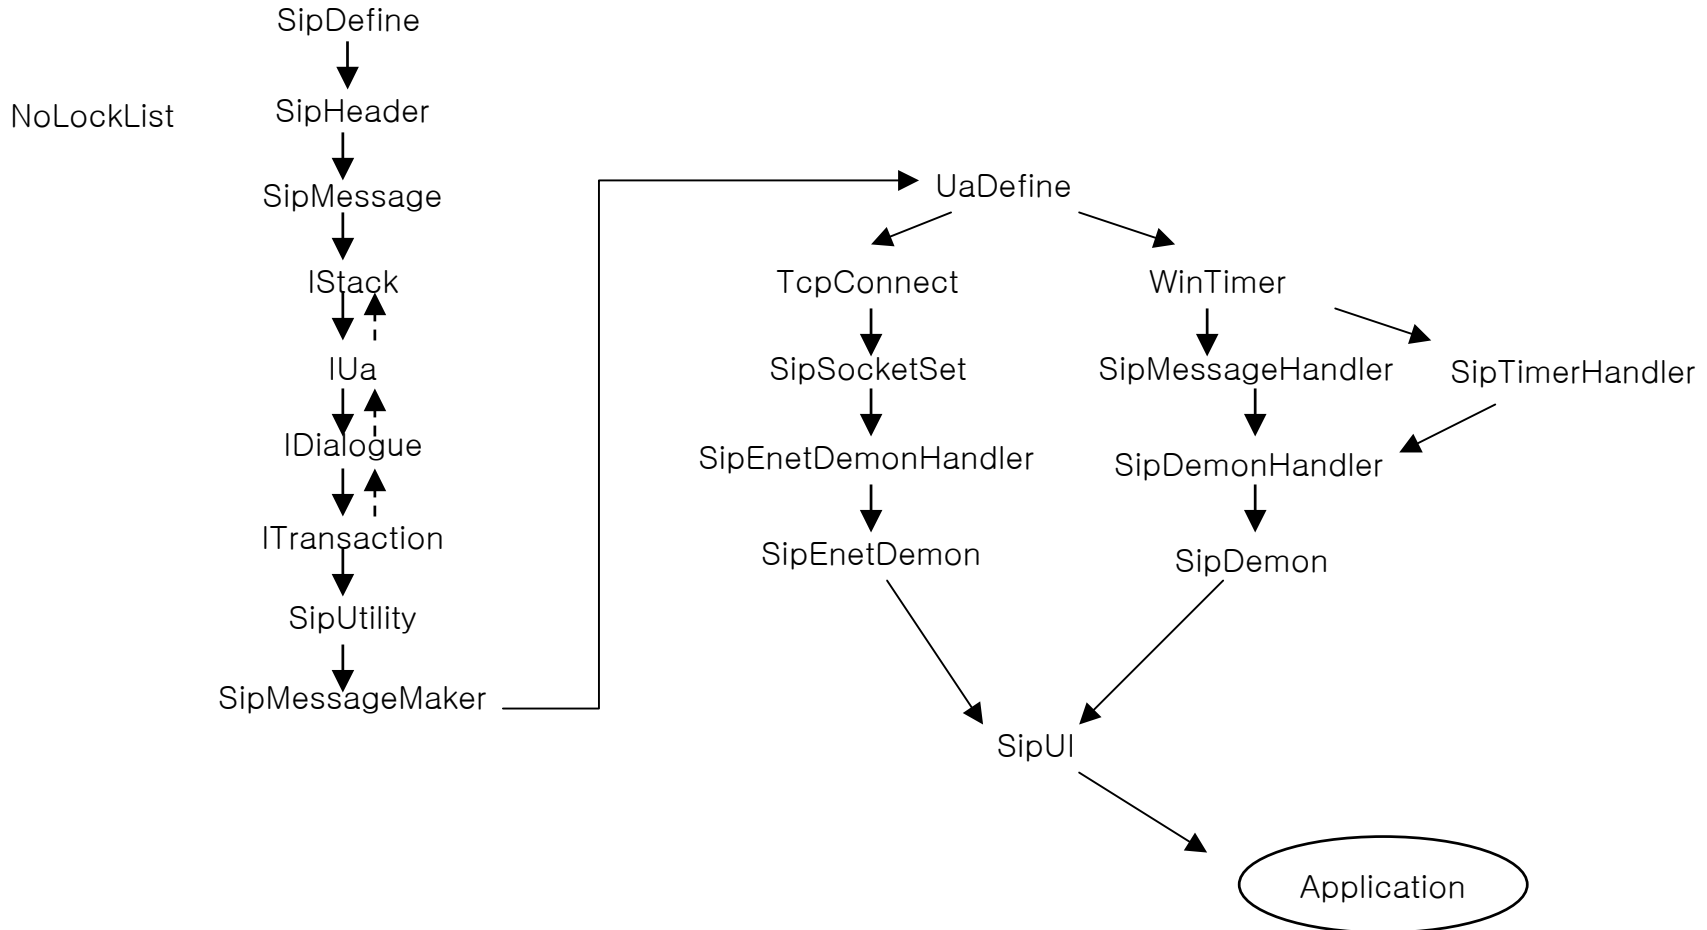 SipDefine
NoLockList
SipHeader
SipMessage
IStack
IUa
IDialogue
ITransaction
SipUtility
SipMessageMaker
UaDefine
TcpConnect
WinTimer
SipSocketSet
SipMessageHandler
SipTimerHandler
SipEnetDemonHandler
SipDemonHandler
SipEnetDemon
SipDemon
SipUI
Application